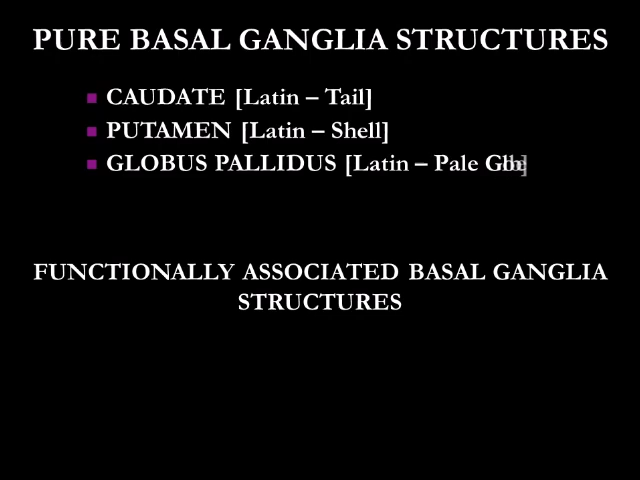 PURE BASAL GANGLIA STRUCTURES
CAUDATE [Latin – Tail]
PUTAMEN [Latin – Shell]
GLOBUS PALLIDUS [Latin – Pale Globe]
FUNCTIONALLY ASSOCIATED BASAL GANGLIA
STRUCTURES